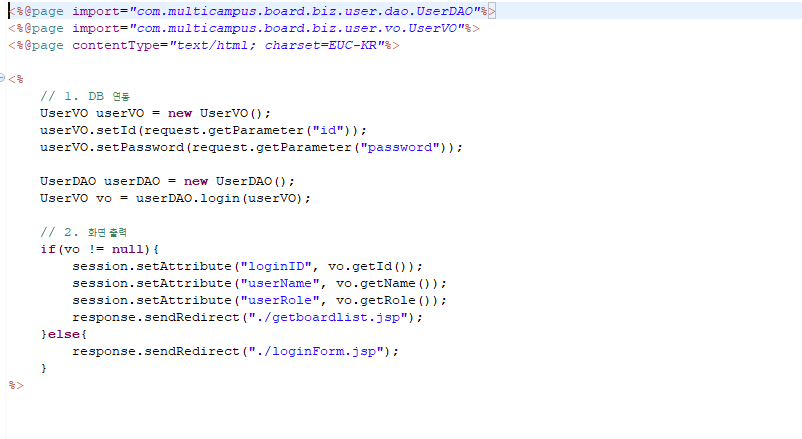 <%@page import="com.multicampus.board.biz.user.dao.UserDAO"%>
<%@page import="com.multicampus.board.biz.user.vo.UserVO"%>
<%@page contentType="text/html; charset=EUC-KR"%>
<%
// 1. DB 연동
UserVO userVO = new UserVO();
userVO.setId(request.getParameter("id"));
userVO.setPassword(request.getParameter("password"));
UserDAO userDAO = new UserDAO();
UserVO vo = userDAO.login(userVO);
// 2. 화면 출력
if(vo != null){
session.setAttribute("loginID", vo.getId());
session.setAttribute("userName", vo.getName());
session.setAttribute("userRole", vo.getRole());
response.sendRedirect("./getboardlist.jsp");
}else{
response.sendRedirect("./loginForm.jsp");
}
%>